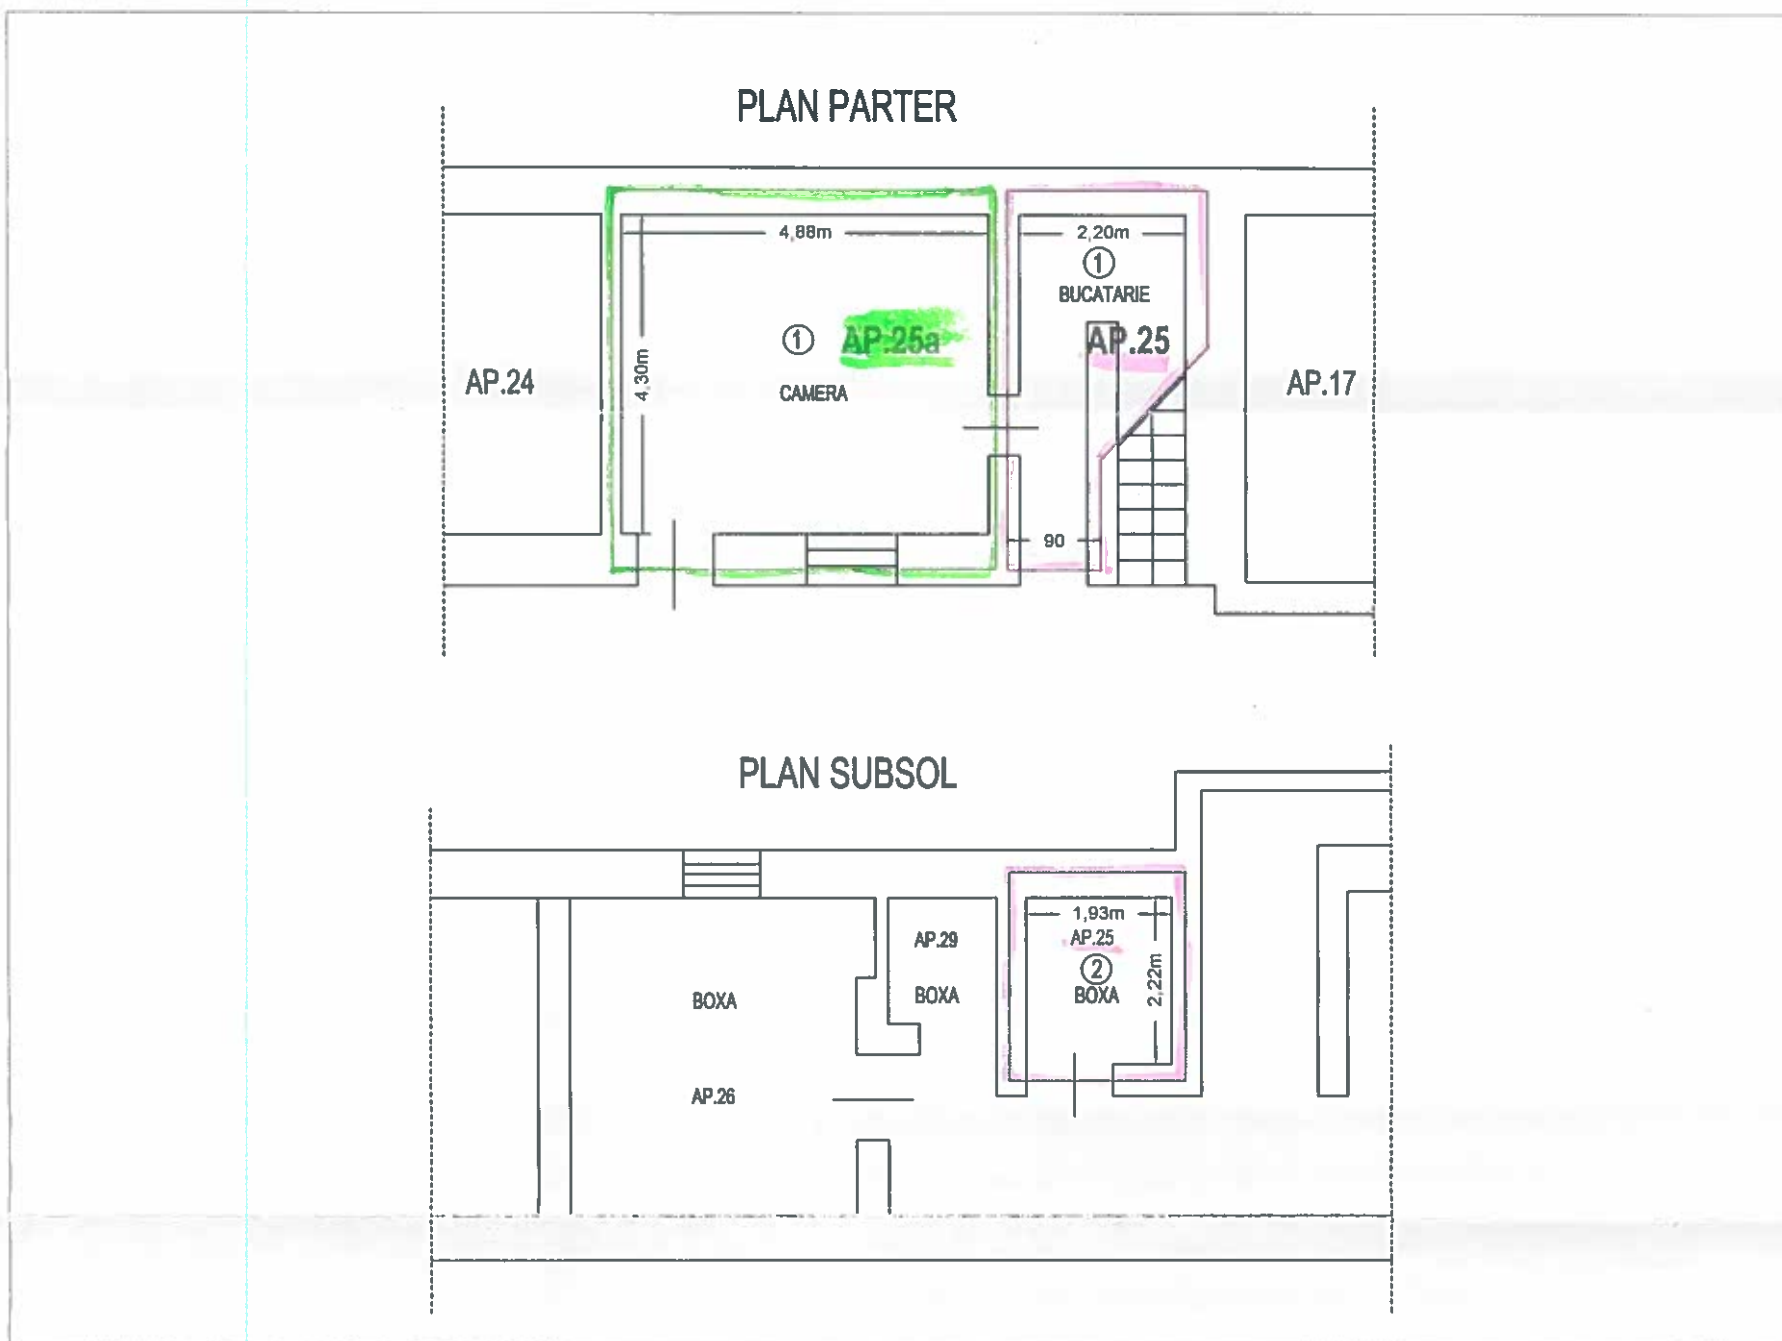 PLAN PARTER
4,88m
2,20m
1
BUCATARIE
1 AP.25a
AP.25
4,30m
AP.24
CAMERA
AP.17
90
PLAN SUBSOL
1,93m
AP.29
AP.25
2
2,22m
BOXA
BOXA
BOXA
AP.26